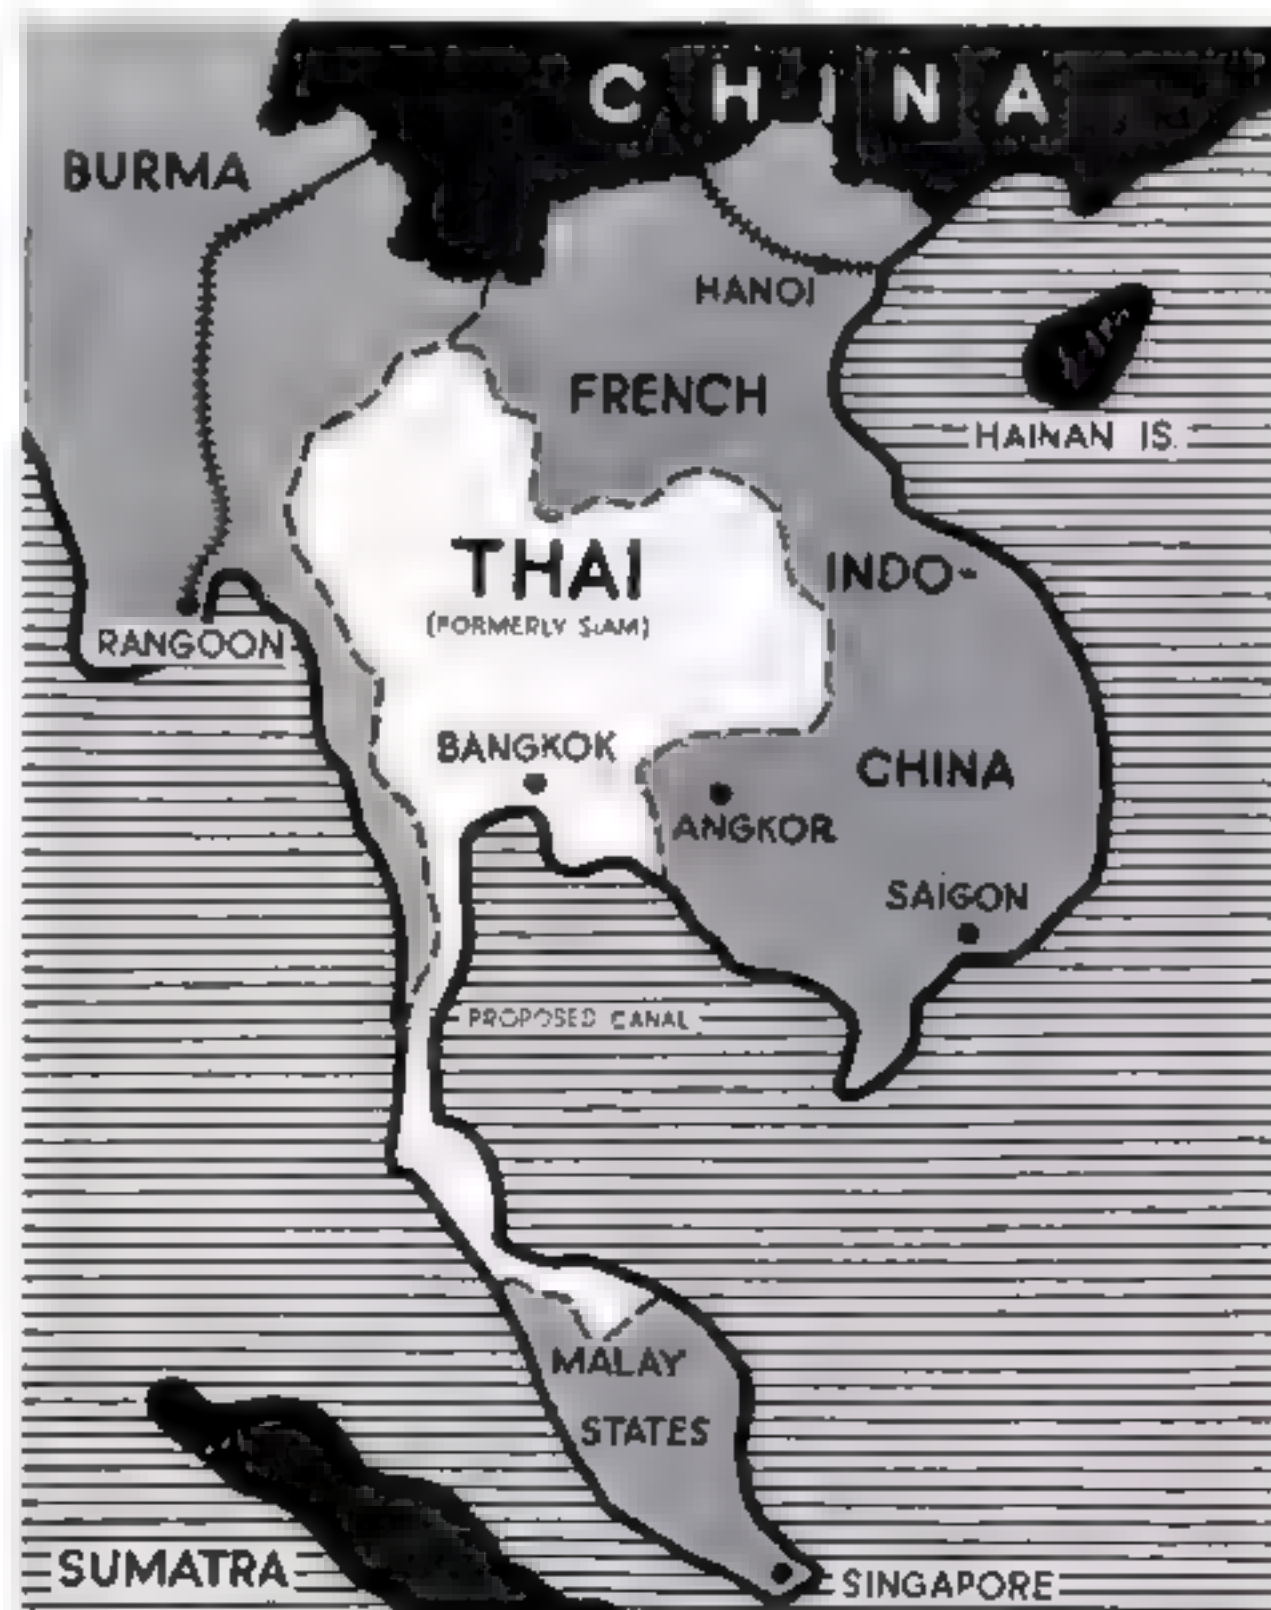 CHINA
BURMA
HANOI
FRENCH
HAINAN IS.
THAI
(FORMERLY SIAM)
INDO-
RANGOON
BANGKOK
CHINA
ANGKOR
SAIGON
PROPOSED CANAL
MALAY
STATES
SUMATRA
SINGAPORE